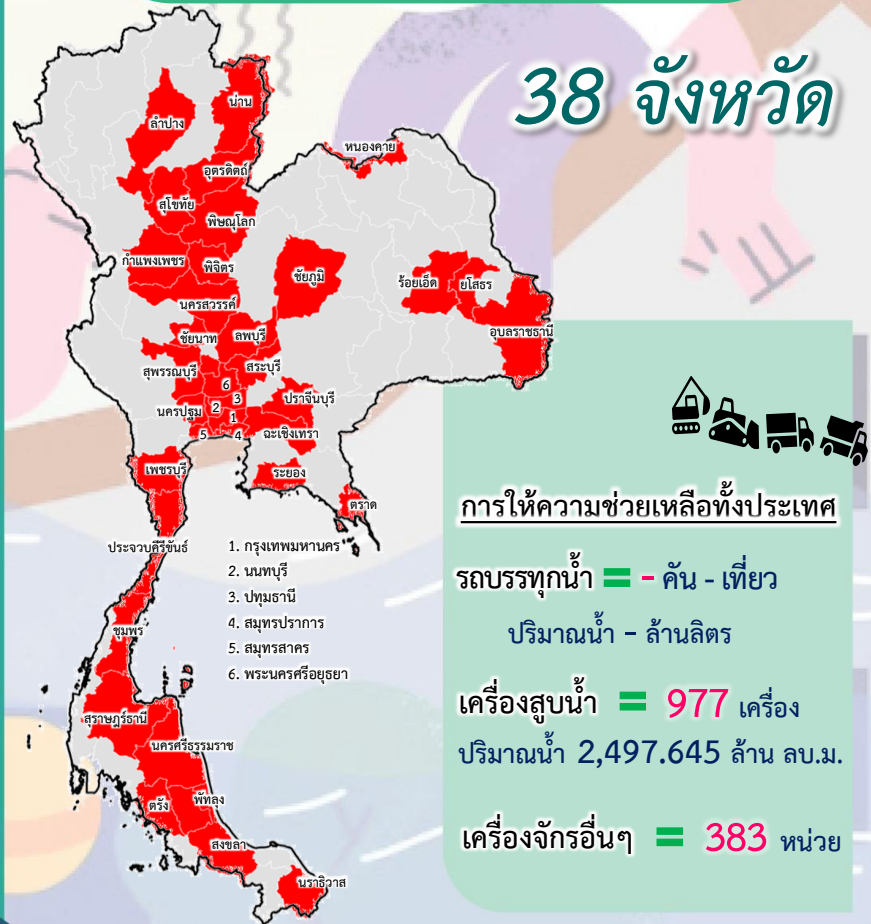 38 จังหวัด
น่าน
ลำปาง
หนองคาย
อุตรดิตถ์
สุโขทัย
พิษณุโลก
กำแพงเพชร
พิจิตร
ชัยภูมิ
ร้อยเอ็ด
ยโสธร
นครสวรรค์
อุบลราชธานี
ชัยนาท
ลพบุรี
สุพรรณบุรี
สระบุรี
6
3
ปราจีนบุรี
นครปฐม
2
1
5
4
ฉะเชิงเทรา
เพชรบุรี
ระยอง
ตราด
ประจวบคีรีขันธ์
1. กรุงเทพมหานคร
2. นนทบุรี
3. ปทุมธานี
4. สมุทรปราการ
5. สมุทรสาคร
6. พระนครศรีอยุธยา
ชุมพร
สุราษฎร์ธานี
นครศรีธรรมราช
ตรัง
พัทลุง
สงขลา
นราธิวาส
การให้ความช่วยเหลือทั้งประเทศ
รถบรรทุกน้ำ = - คัน - เที่ยว
ปริมาณน้ำ - ล้านลิตร
เครื่องสูบน้ำ = 977 เครื่อง
ปริมาณน้ำ 2,497.645 ล้าน ลบ.ม.
เครื่องจักรอื่นๆ = 383 หน่วย